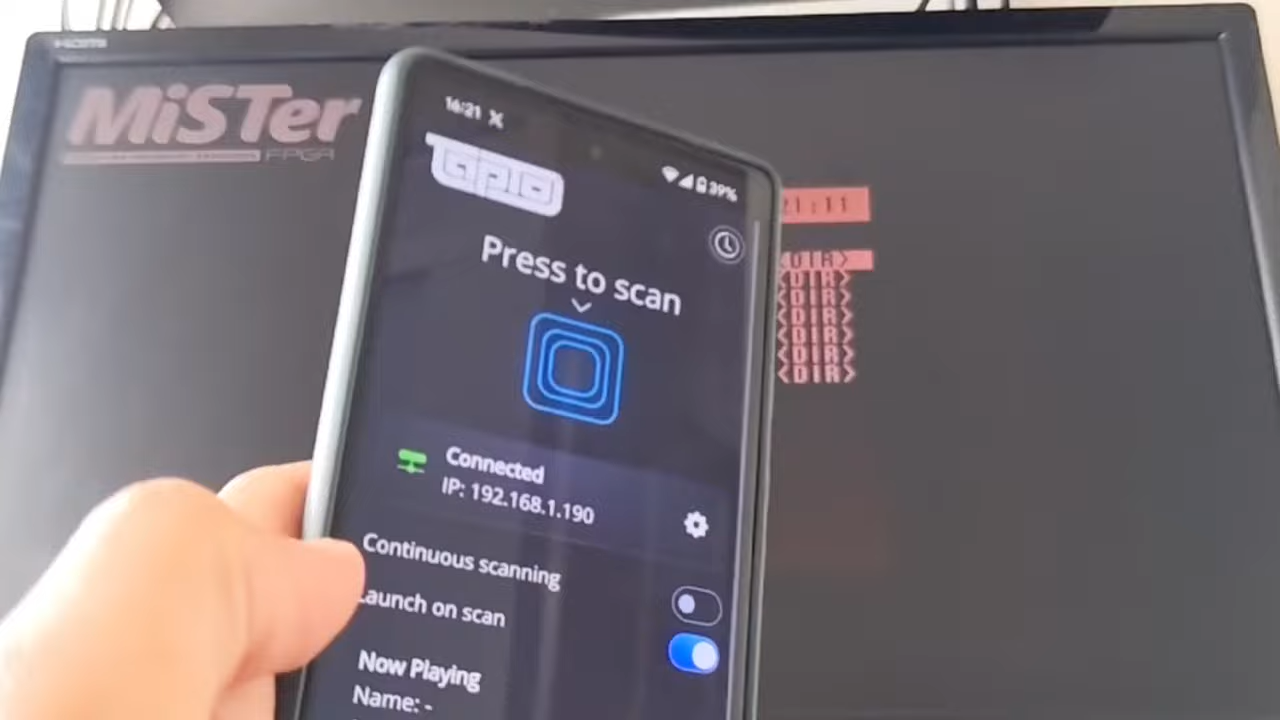 MiSTer
FPGA
16:21
39%
Tapto
Press to scan
Connected
IP: 192.168.1.190
Continuous scanning
Launch on scan
Now Playing
Name: -
21:11
<DIR>
<DIR>
<DIR>
<DIR>
<DIR>
<DIR>
<DIR>